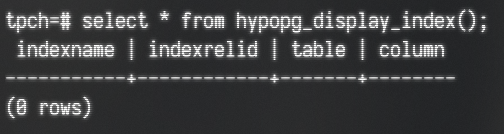 tpch=# select * from hypopg_display_index();
 indexname | indexrelid | table | column
-----------+------------+-------+--------
(0 rows)